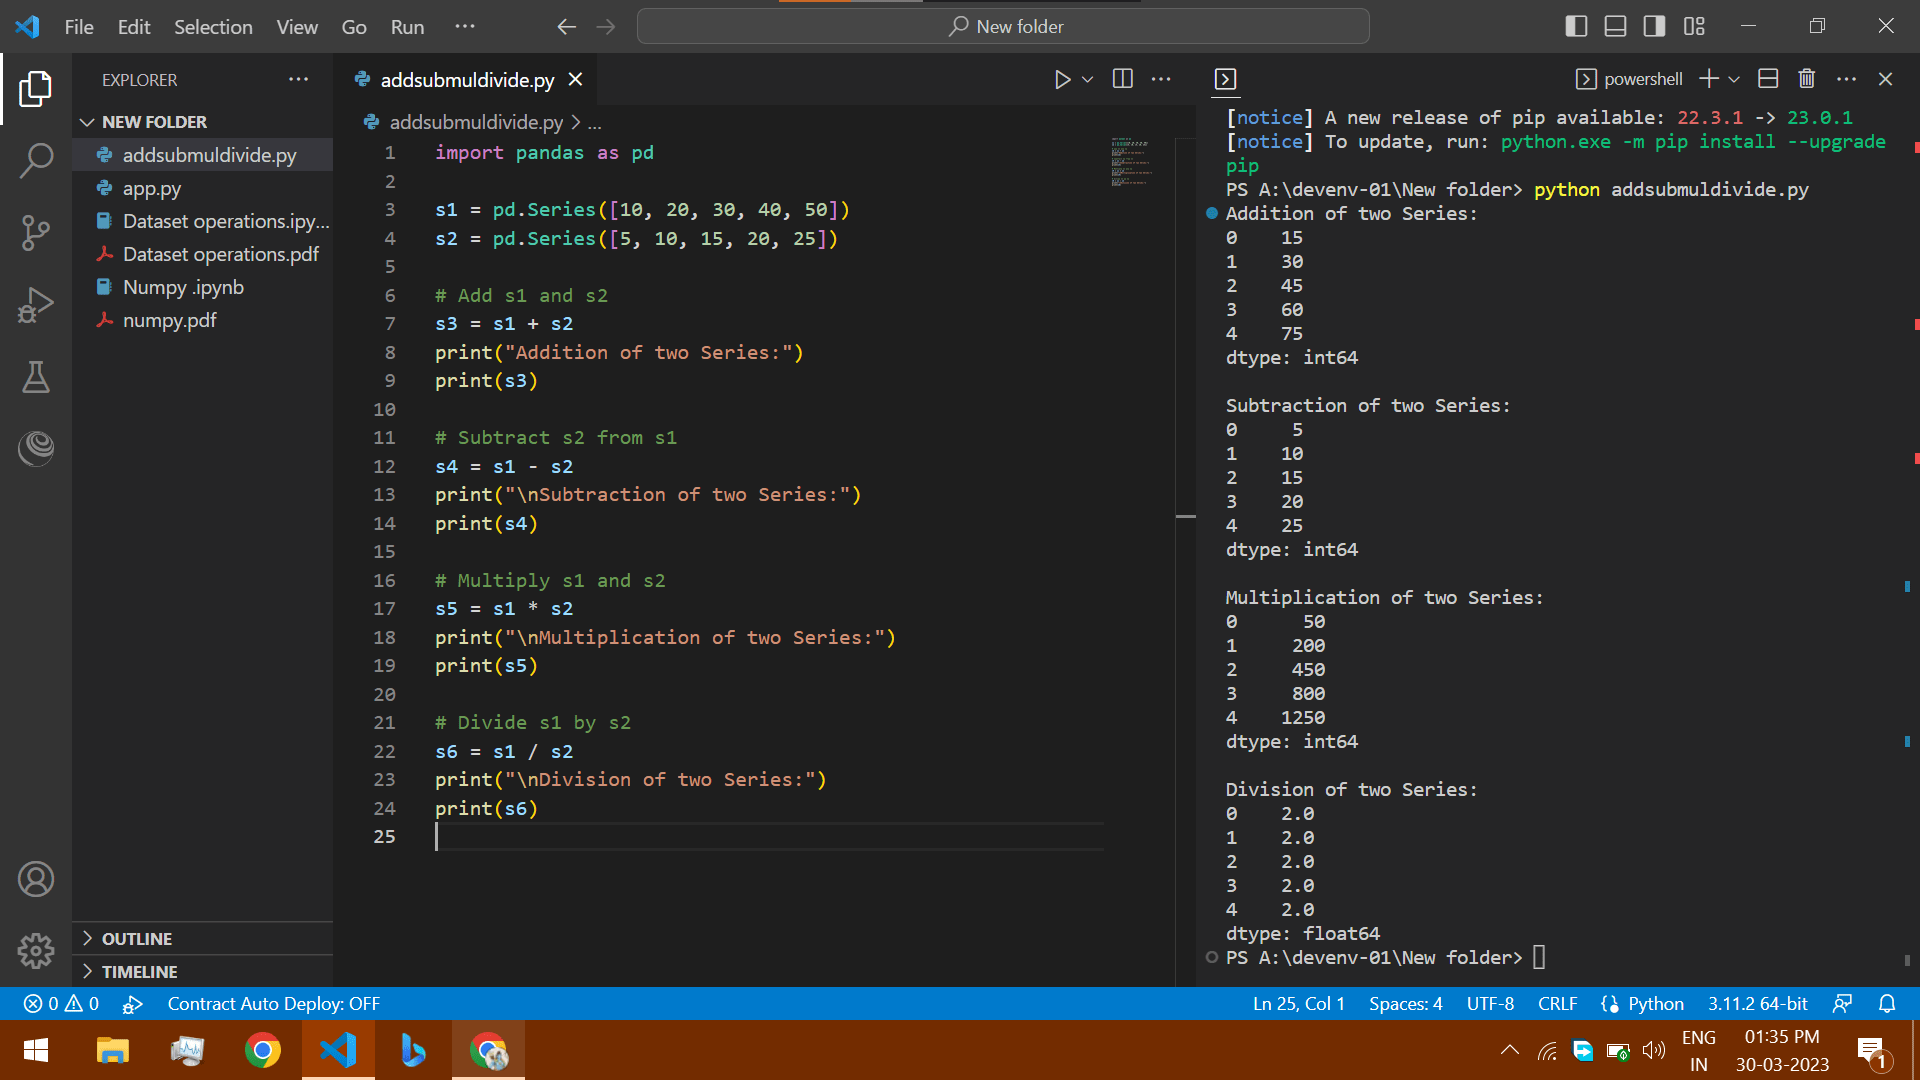 File Edit Selection View Go Run ... New folder
EXPLORER ...
NEW FOLDER
addsubmuldivide.py
app.py
Dataset operations.ipy...
Dataset operations.pdf
Numpy .ipynb
numpy.pdf
OUTLINE
TIMELINE
addsubmuldivide.py
addsubmuldivide.py > ...
1 import pandas as pd
2
3 s1 = pd.Series([10, 20, 30, 40, 50])
4 s2 = pd.Series([5, 10, 15, 20, 25])
5
6 # Add s1 and s2
7 s3 = s1 + s2
8 print("Addition of two Series:")
9 print(s3)
10
11 # Subtract s2 from s1
12 s4 = s1 - s2
13 print("\nSubtraction of two Series:")
14 print(s4)
15
16 # Multiply s1 and s2
17 s5 = s1 * s2
18 print("\nMultiplication of two Series:")
19 print(s5)
20
21 # Divide s1 by s2
22 s6 = s1 / s2
23 print("\nDivision of two Series:")
24 print(s6)
25
powershell
[notice] A new release of pip available: 22.3.1 -> 23.0.1
[notice] To update, run: python.exe -m pip install --upgrade
pip
PS A:\devenv-01\New folder> python addsubmuldivide.py
Addition of two Series:
0    15
1    30
2    45
3    60
4    75
dtype: int64

Subtraction of two Series:
0     5
1    10
2    15
3    20
4    25
dtype: int64

Multiplication of two Series:
0      50
1     200
2     450
3     800
4    1250
dtype: int64

Division of two Series:
0    2.0
1    2.0
2    2.0
3    2.0
4    2.0
dtype: float64
PS A:\devenv-01\New folder>
0 0 Contract Auto Deploy: OFF Ln 25, Col 1 Spaces: 4 UTF-8 CRLF Python 3.11.2 64-bit
ENG 01:35 PM
IN 30-03-2023 1